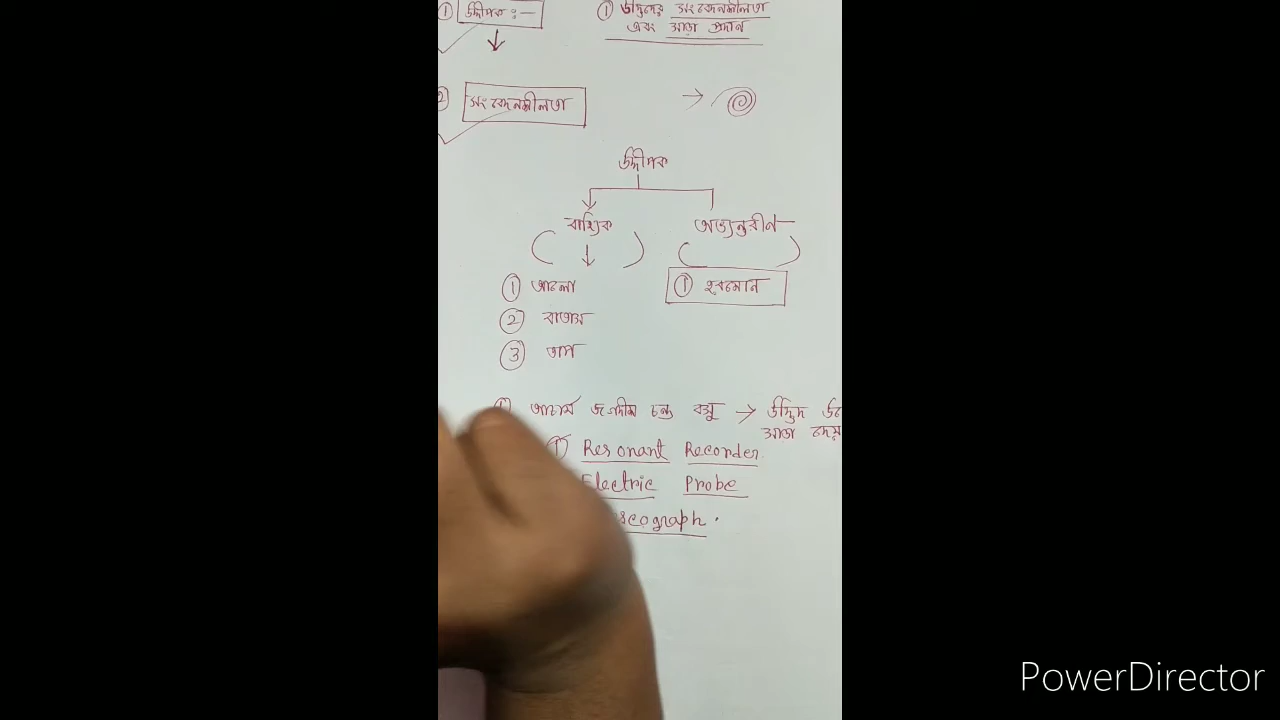 ① উদ্দীপক :—
① উদ্ভিদের সংবেদনশীলতা
এবং সাড়া প্রদান
② সংবেদনশীলতা
উদ্দীপক
বাহ্যিক অভ্যন্তরীণ
① আলো ① হরমোন
② বাতাস
③ তাপ
আচার্য জগদীশ চন্দ্র বসু → উদ্ভিদ
সাড়া দেয়
① Resonant Recorder.
Electric Probe
PowerDirector